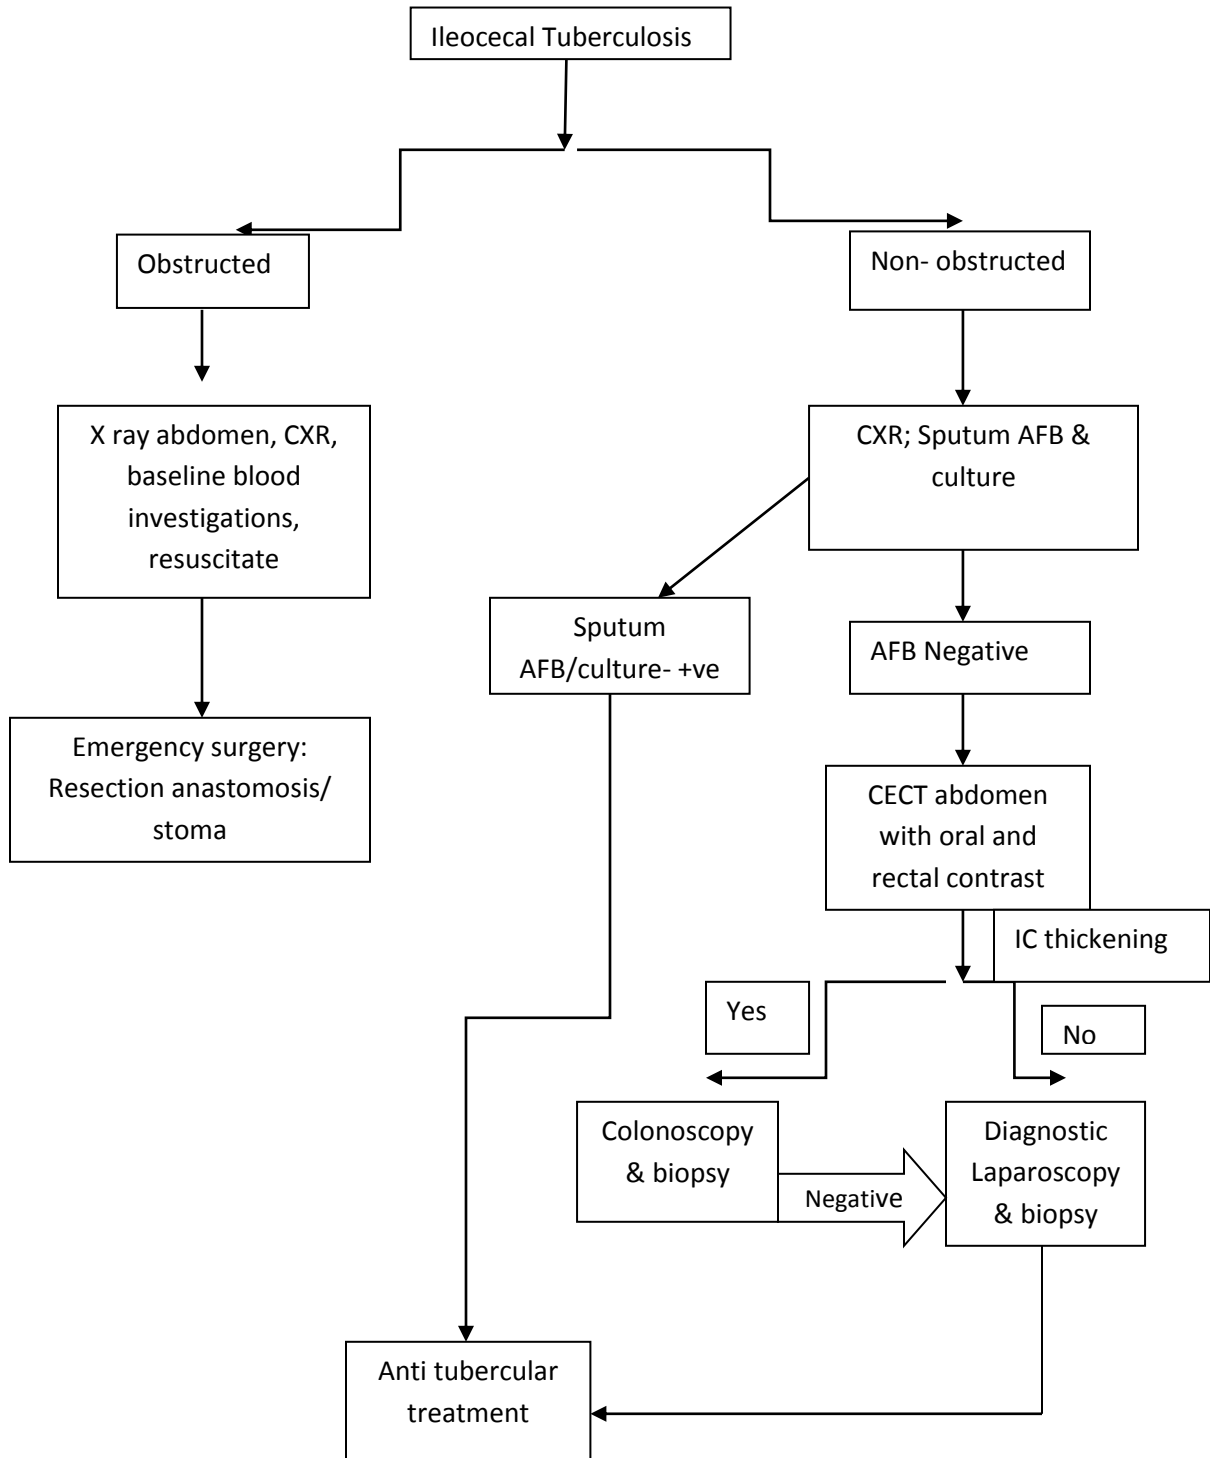 Ileocecal Tuberculosis
Obstructed
Non- obstructed
X ray abdomen, CXR,
baseline blood
investigations,
resuscitate
CXR; Sputum AFB &
culture
Sputum
AFB/culture- +ve
AFB Negative
Emergency surgery:
Resection anastomosis/
stoma
CECT abdomen
with oral and
rectal contrast
IC thickening
Yes
No
Colonoscopy
& biopsy
Negative
Diagnostic
Laparoscopy
& biopsy
Anti tubercular
treatment